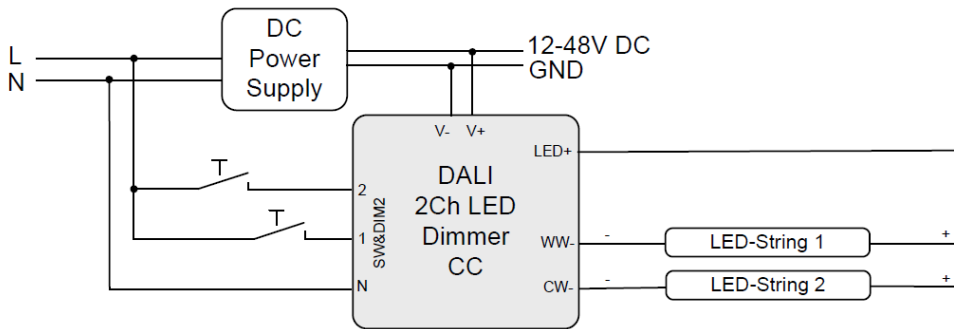 DC
Power
Supply
L
N
12-48V DC
GND
V- V+
LED+
DALI
2Ch LED
Dimmer
CC
2
1
SW&DIM2
N
WW-
CW-
- LED-String 1 +
- LED-String 2 +
T
T